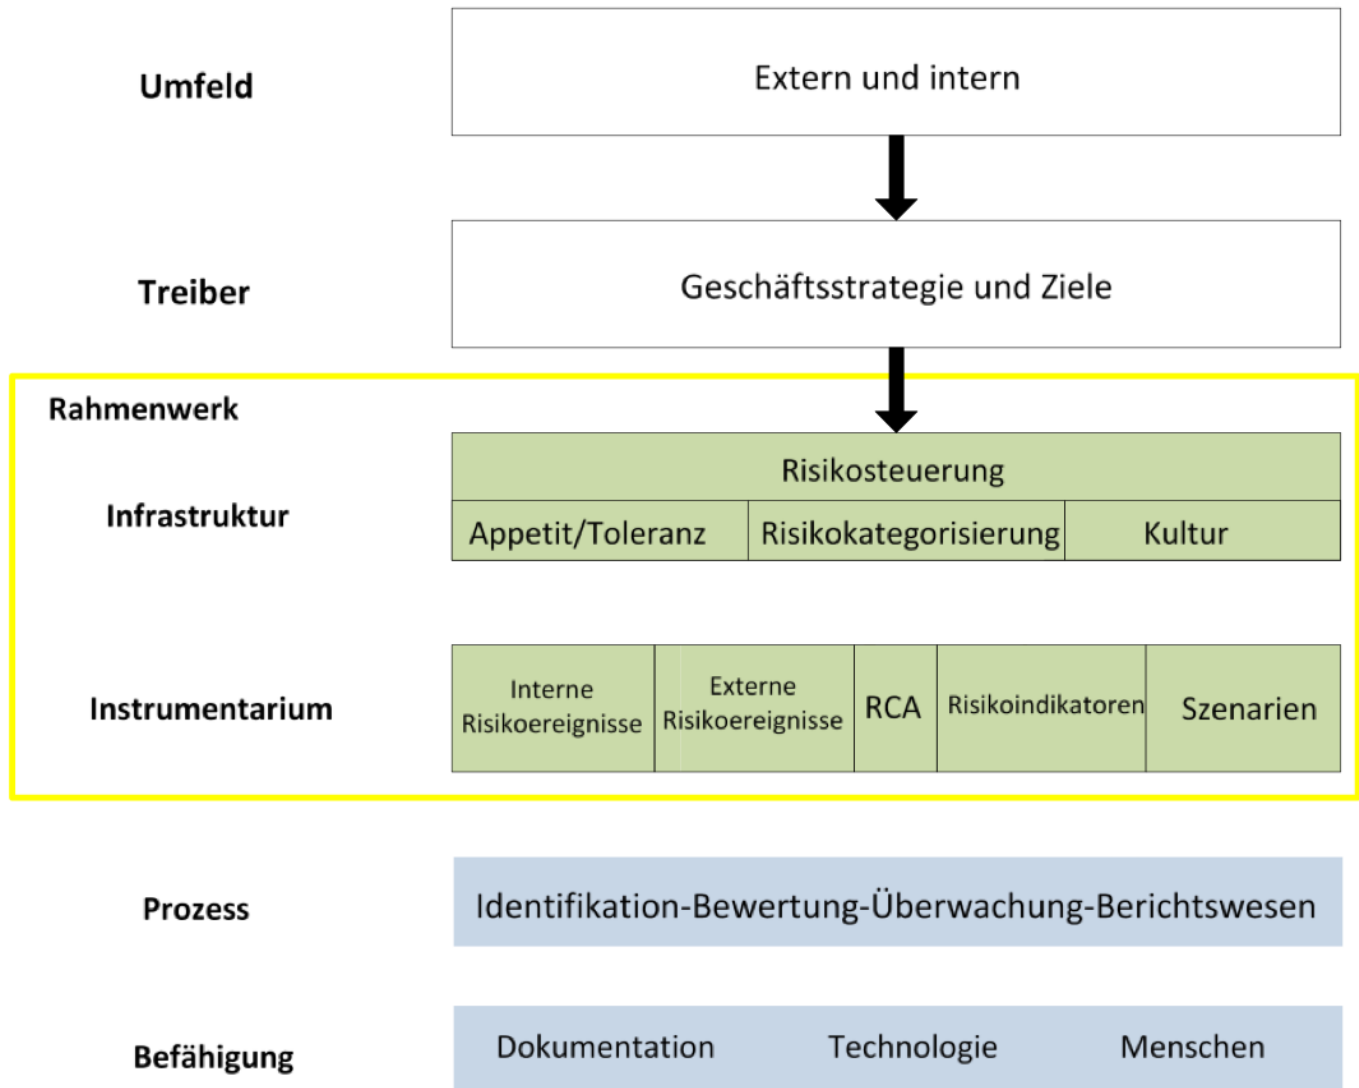 Umfeld
Extern und intern
Treiber
Geschäftsstrategie und Ziele
Rahmenwerk
Infrastruktur
Risikosteuerung
Appetit/Toleranz
Risikokategorisierung
Kultur
Instrumentarium
Interne
Risikoereignisse
Externe
Risikoereignisse
RCA
Risikoindikatoren
Szenarien
Prozess
Identifikation-Bewertung-Überwachung-Berichtswesen
Befähigung
Dokumentation
Technologie
Menschen